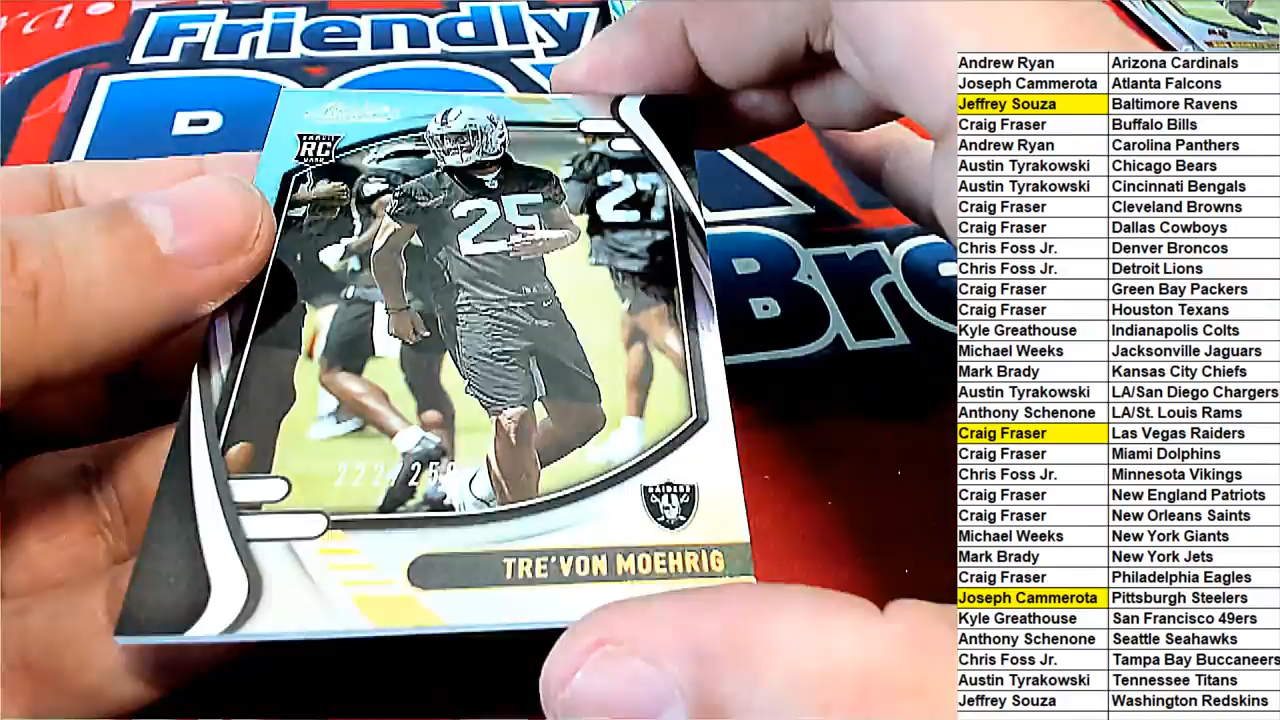 Friendly
Bro
RC
25
27
RAIDERS
TRE'VON MOEHRIG
Andrew Ryan Arizona Cardinals
Joseph Cammerota Atlanta Falcons
Jeffrey Souza Baltimore Ravens
Craig Fraser Buffalo Bills
Andrew Ryan Carolina Panthers
Austin Tyrakowski Chicago Bears
Austin Tyrakowski Cincinnati Bengals
Craig Fraser Cleveland Browns
Craig Fraser Dallas Cowboys
Chris Foss Jr. Denver Broncos
Chris Foss Jr. Detroit Lions
Craig Fraser Green Bay Packers
Craig Fraser Houston Texans
Kyle Greathouse Indianapolis Colts
Michael Weeks Jacksonville Jaguars
Mark Brady Kansas City Chiefs
Austin Tyrakowski LA/San Diego Chargers
Anthony Schenone LA/St. Louis Rams
Craig Fraser Las Vegas Raiders
Craig Fraser Miami Dolphins
Chris Foss Jr. Minnesota Vikings
Craig Fraser New England Patriots
Craig Fraser New Orleans Saints
Michael Weeks New York Giants
Mark Brady New York Jets
Craig Fraser Philadelphia Eagles
Joseph Cammerota Pittsburgh Steelers
Kyle Greathouse San Francisco 49ers
Anthony Schenone Seattle Seahawks
Chris Foss Jr. Tampa Bay Buccaneers
Austin Tyrakowski Tennessee Titans
Jeffrey Souza Washington Redskins